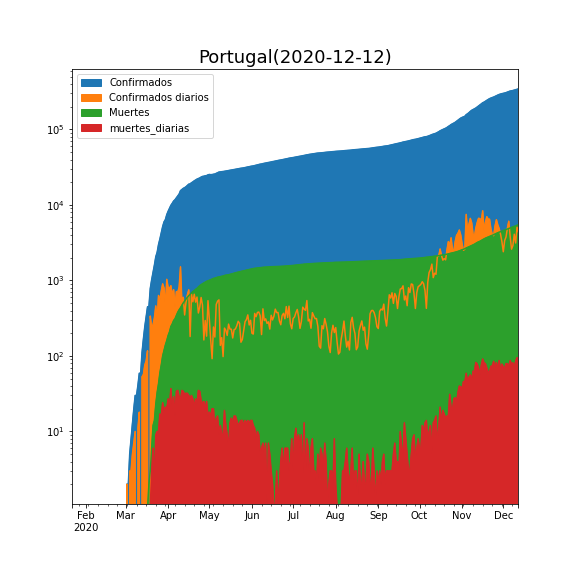 Portugal(2020-12-12)
Confirmados
Confirmados diarios
Muertes
muertes_diarias
10⁵
10⁴
10³
10²
10¹
Feb Mar Apr May Jun Jul Aug Sep Oct Nov Dec
2020